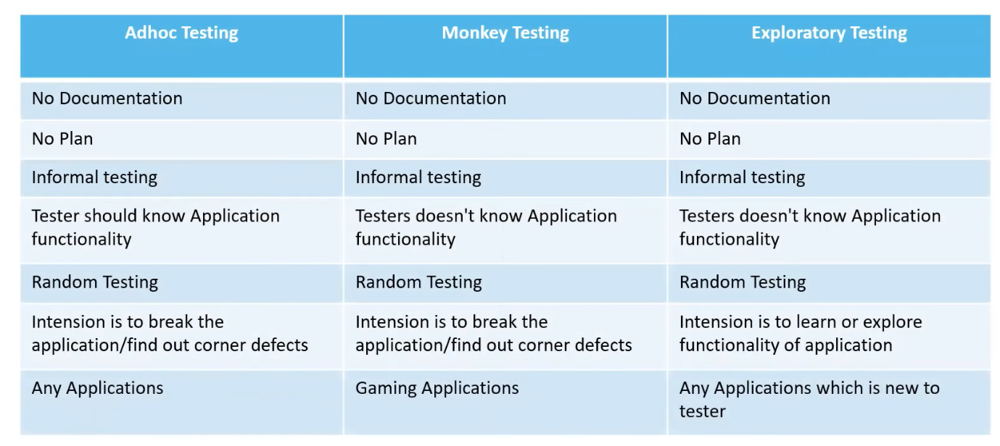 Adhoc Testing
Monkey Testing
Exploratory Testing
No Documentation
No Documentation
No Documentation
No Plan
No Plan
No Plan
Informal testing
Informal testing
Informal testing
Tester should know Application
functionality
Testers doesn't know Application
functionality
Testers doesn't know Application
functionality
Random Testing
Random Testing
Random Testing
Intension is to break the
application/find out corner defects
Intension is to break the
application/find out corner defects
Intension is to learn or explore
functionality of application
Any Applications
Gaming Applications
Any Applications which is new to
tester